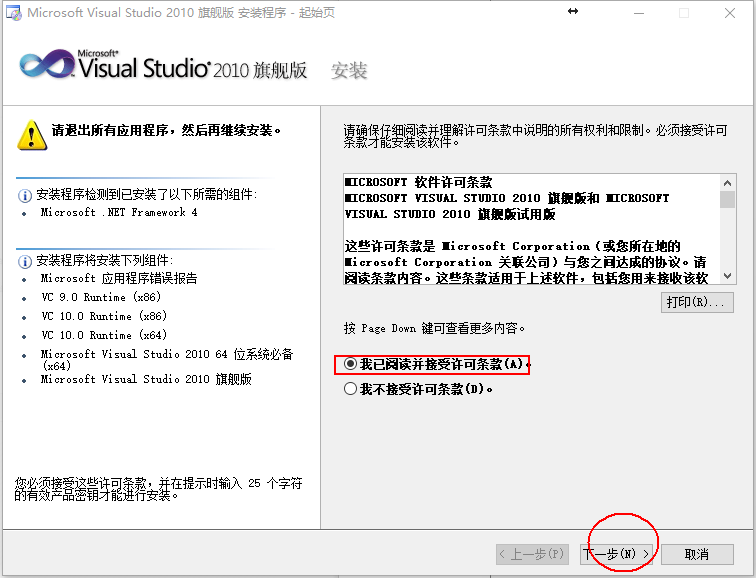 Microsoft Visual Studio 2010 旗舰版 安装程序 - 起始页
Microsoft®
Visual Studio® 2010 旗舰版 安装
请退出所有应用程序，然后再继续安装。
安装程序检测到已安装了以下所需的组件:
Microsoft .NET Framework 4
安装程序将安装下列组件:
Microsoft 应用程序错误报告
VC 9.0 Runtime (x86)
VC 10.0 Runtime (x86)
VC 10.0 Runtime (x64)
Microsoft Visual Studio 2010 64 位系统必备
(x64)
Microsoft Visual Studio 2010 旗舰版
您必须接受这些许可条款，并在提示时输入 25 个字符
的有效产品密钥才能进行安装。
请确保仔细阅读并理解许可条款中说明的所有权利和限制。必须接受许可
条款才能安装该软件。
MICROSOFT 软件许可条款
MICROSOFT VISUAL STUDIO 2010 旗舰版和 MICROSOFT
VISUAL STUDIO 2010 旗舰版试用版
这些许可条款是 Microsoft Corporation（或您所在地的
Microsoft Corporation 关联公司）与您之间达成的协议。请
阅读条款内容。这些条款适用于上述软件，包括您用来接收该软
打印(R)...
按 Page Down 键可查看更多内容。
我已阅读并接受许可条款(A)。
我不接受许可条款(D)。
< 上一步(P)
下一步(N) >
取消